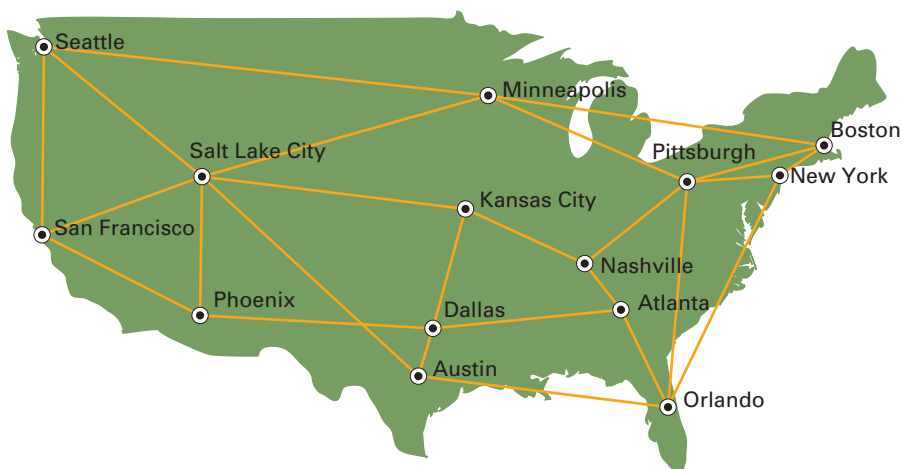 Seattle
Minneapolis
Boston
Salt Lake City
Pittsburgh
New York
Kansas City
San Francisco
Nashville
Phoenix
Dallas
Atlanta
Austin
Orlando